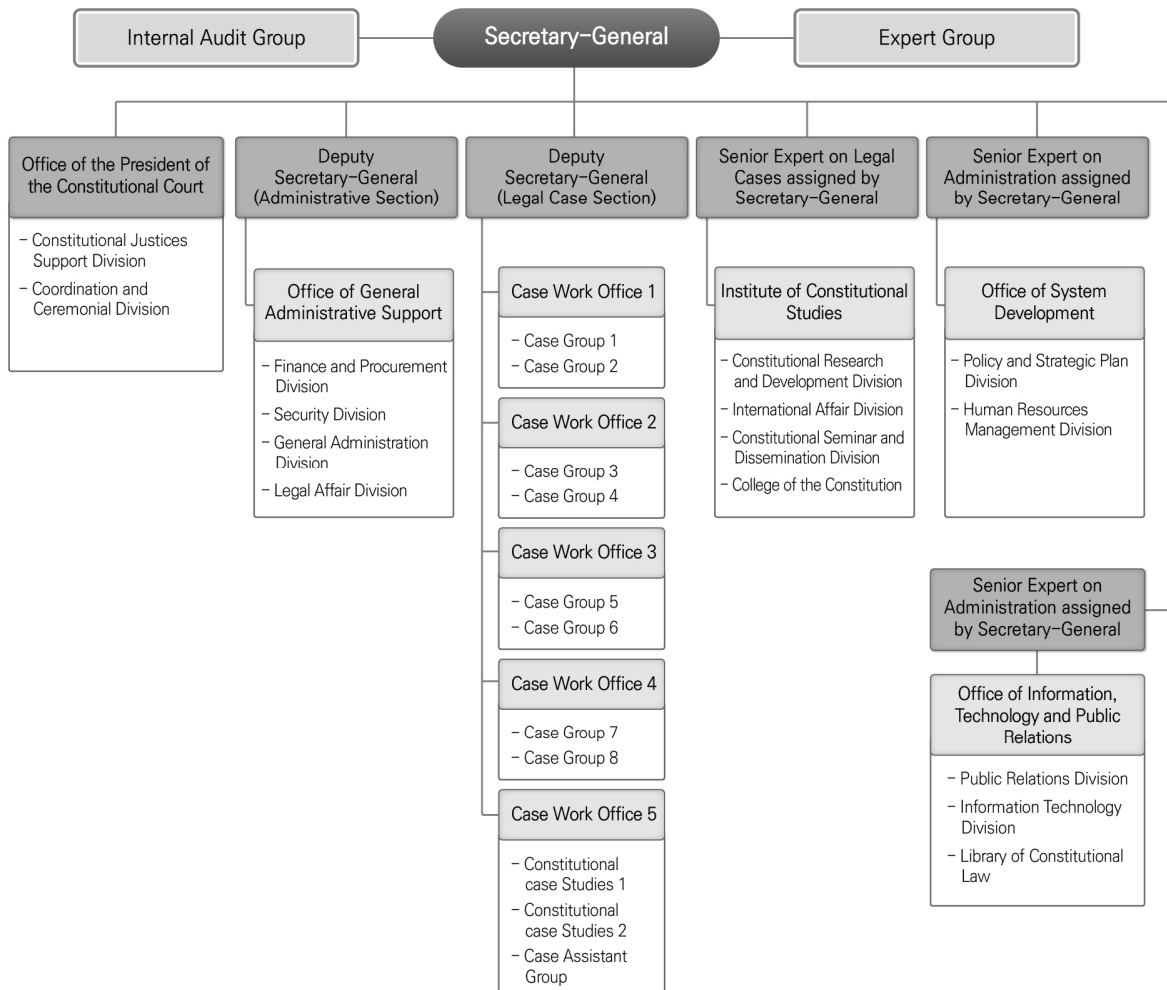 Internal Audit Group
Secretary-General
Expert Group
Office of the President of
the Constitutional Court
- Constitutional Justices
Support Division
- Coordination and
Ceremonial Division
Deputy
Secretary-General
(Administrative Section)
Office of General
Administrative Support
- Finance and Procurement
Division
- Security Division
- General Administration
Division
- Legal Affair Division
Deputy
Secretary-General
(Legal Case Section)
Case Work Office 1
- Case Group 1
- Case Group 2
Case Work Office 2
- Case Group 3
- Case Group 4
Case Work Office 3
- Case Group 5
- Case Group 6
Case Work Office 4
- Case Group 7
- Case Group 8
Case Work Office 5
- Constitutional
case Studies 1
- Constitutional
case Studies 2
- Case Assistant
Group
Senior Expert on Legal
Cases assigned by
Secretary-General
Institute of Constitutional
Studies
- Constitutional Research
and Development Division
- International Affair Division
- Constitutional Seminar and
Dissemination Division
- College of the Constitution
Senior Expert on
Administration assigned
by Secretary-General
Office of System
Development
- Policy and Strategic Plan
Division
- Human Resources
Management Division
Senior Expert on
Administration assigned
by Secretary-General
Office of Information,
Technology and Public
Relations
- Public Relations Division
- Information Technology
Division
- Library of Constitutional
Law